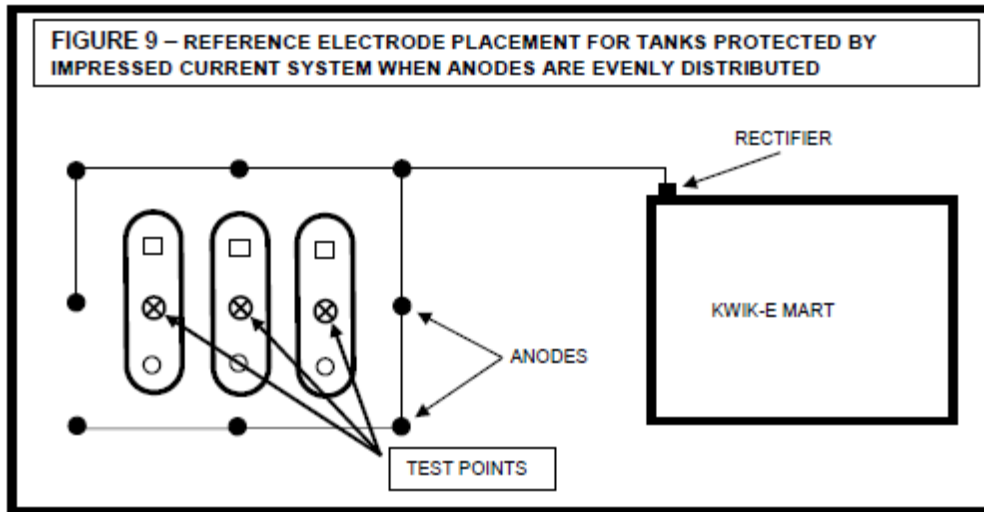 FIGURE 9 – REFERENCE ELECTRODE PLACEMENT FOR TANKS PROTECTED BY
IMPRESSED CURRENT SYSTEM WHEN ANODES ARE EVENLY DISTRIBUTED
RECTIFIER
KWIK-E MART
ANODES
TEST POINTS